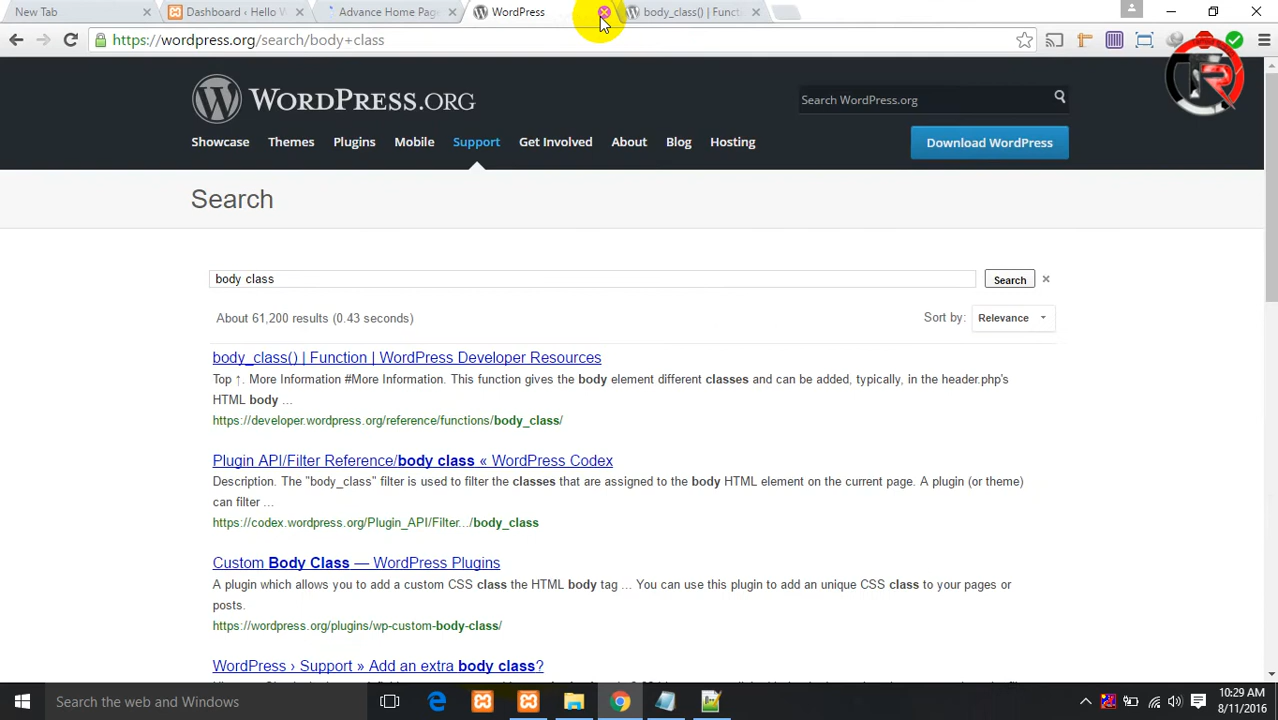 New Tab
Dashboard ‹ Hello W
Advance Home Page
WordPress
body_class() | Functi
https://wordpress.org/search/body+class
WORDPRESS.ORG
Search WordPress.org
Showcase Themes Plugins Mobile Support Get Involved About Blog Hosting
Download WordPress
Search
body class
Search
About 61,200 results (0.43 seconds)
Sort by: Relevance
body_class() | Function | WordPress Developer Resources
Top ↑. More Information #More Information. This function gives the body element different classes and can be added, typically, in the header.php's
HTML body ...
https://developer.wordpress.org/reference/functions/body_class/
Plugin API/Filter Reference/body class « WordPress Codex
Description. The "body_class" filter is used to filter the classes that are assigned to the body HTML element on the current page. A plugin (or theme)
can filter ...
https://codex.wordpress.org/Plugin_API/Filter.../body_class
Custom Body Class — WordPress Plugins
A plugin which allows you to add a custom CSS class the HTML body tag ... You can use this plugin to add an unique CSS class to your pages or
posts.
https://wordpress.org/plugins/wp-custom-body-class/
WordPress › Support » Add an extra body class?
Search the web and Windows
10:29 AM
8/11/2016